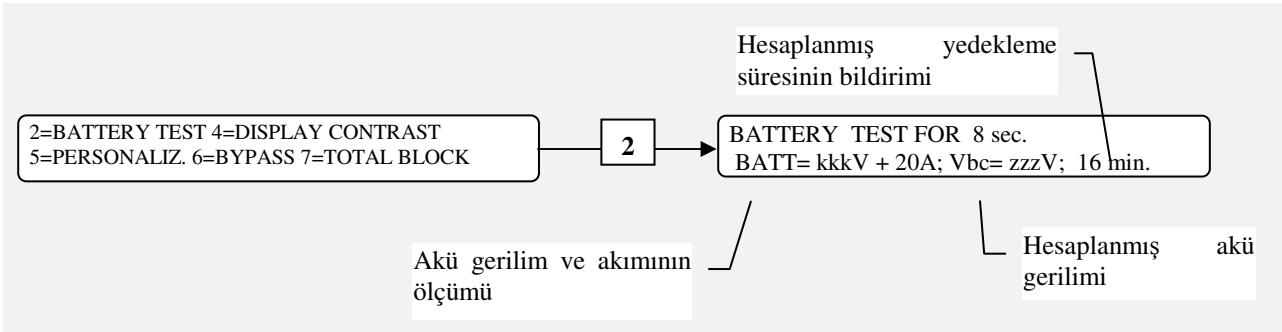 Hesaplanmış yedekleme
süresinin bildirimi
2=BATTERY TEST 4=DISPLAY CONTRAST
5=PERSONALIZ. 6=BYPASS 7=TOTAL BLOCK
2
BATTERY TEST FOR 8 sec.
BATT= kkkV + 20A; Vbc= zzzV; 16 min.
Akü gerilim ve akımının
ölçümü
Hesaplanmış akü
gerilimi